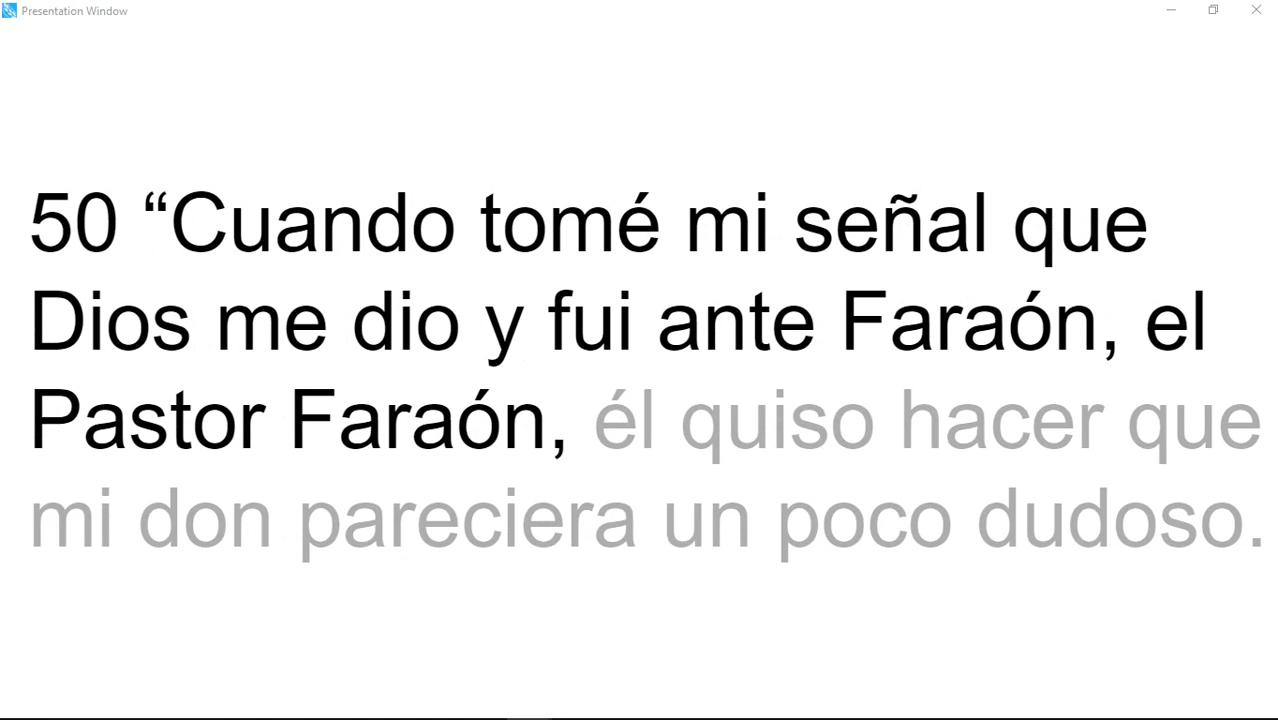 Presentation Window
50 “Cuando tomé mi señal que
Dios me dio y fui ante Faraón, el
Pastor Faraón, él quiso hacer que
mi don pareciera un poco dudoso.